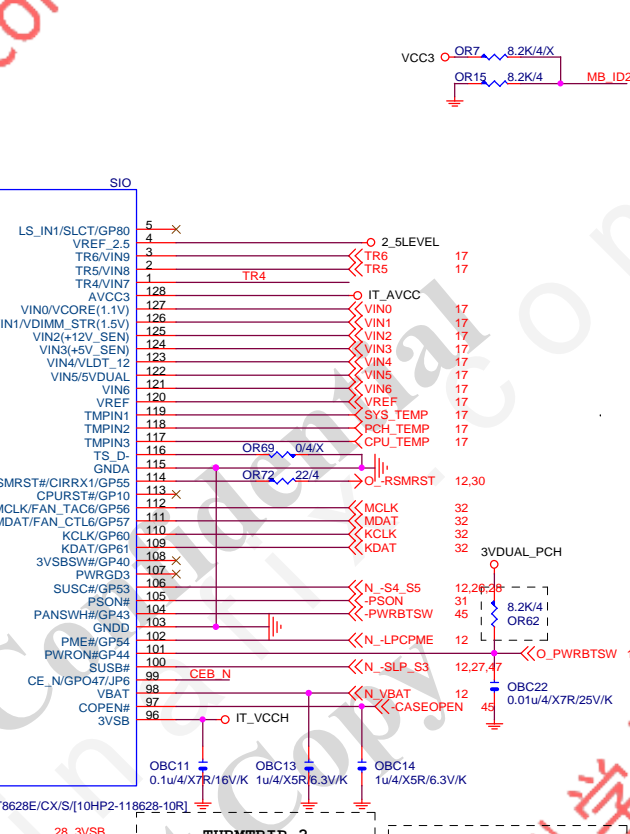 VCC3 OR7 8.2K/4/X
OR15 8.2K/4 MB_ID2
SIO
LS_IN1/SLCT/GP80 5
VREF_2.5 4 2_5LEVEL
TR6/VIN9 3 TR6 17
TR5/VIN8 2 TR5 17
TR4/VIN7 1 TR4
AVCC3 128 IT_AVCC
VIN0/VCORE(1.1V) 127 VIN0 17
IN1/VDIMM_STR(1.5V) 126 VIN1 17
VIN2(+12V_SEN) 125 VIN2 17
VIN3(+5V_SEN) 124 VIN3 17
VIN4/VLDT_12 123 VIN4 17
VIN5/5VDUAL 122 VIN5 17
VIN6 121 VIN6 17
VREF 120 VREF 17
TMPIN1 119 SYS_TEMP 17
TMPIN2 118 PCH_TEMP 17
TMPIN3 117 CPU_TEMP 17
TS_D- 116 OR69 0/4/X
GNDA 115
SMRST#/CIRRX1/GP55 114 OR72 22/4 O_-RSMRST 12,30
CPURST#/GP10 113
MCLK/FAN_TAC6/GP56 112 MCLK 32
MDAT/FAN_CTL6/GP57 111 MDAT 32
KCLK/GP60 110 KCLK 32
KDAT/GP61 109 KDAT 32
3VSBSW#/GP40 108
PWRGD3 107
SUSC#/GP53 106 N_-S4_S5 12,26,28
PSON# 105 -PSON 31
PANSWH#/GP43 104 -PWRBTSW 45
GNDD 103
PME#/GP54 102 N_-LPCPME 12
PWRON#/GP44 101 O_PWRBTSW 1
SUSB# 100 N_-SLP_S3 12,27,47
CE_N/GPO47/JP6 99 CEB_N
VBAT 98 N_VBAT 12
COPEN# 97 -CASEOPEN 45
3VSB 96 IT_VCCH
3VDUAL_PCH
8.2K/4
OR62
OBC22
0.01u/4/X7R/25V/K
OBC11 OBC13 OBC14
0.1u/4/X7R/16V/K 1u/4/X5R/6.3V/K 1u/4/X5R/6.3V/K
T8628E/CX/S/[10HP2-118628-10R]
28 3VSB
Confidential
Copy